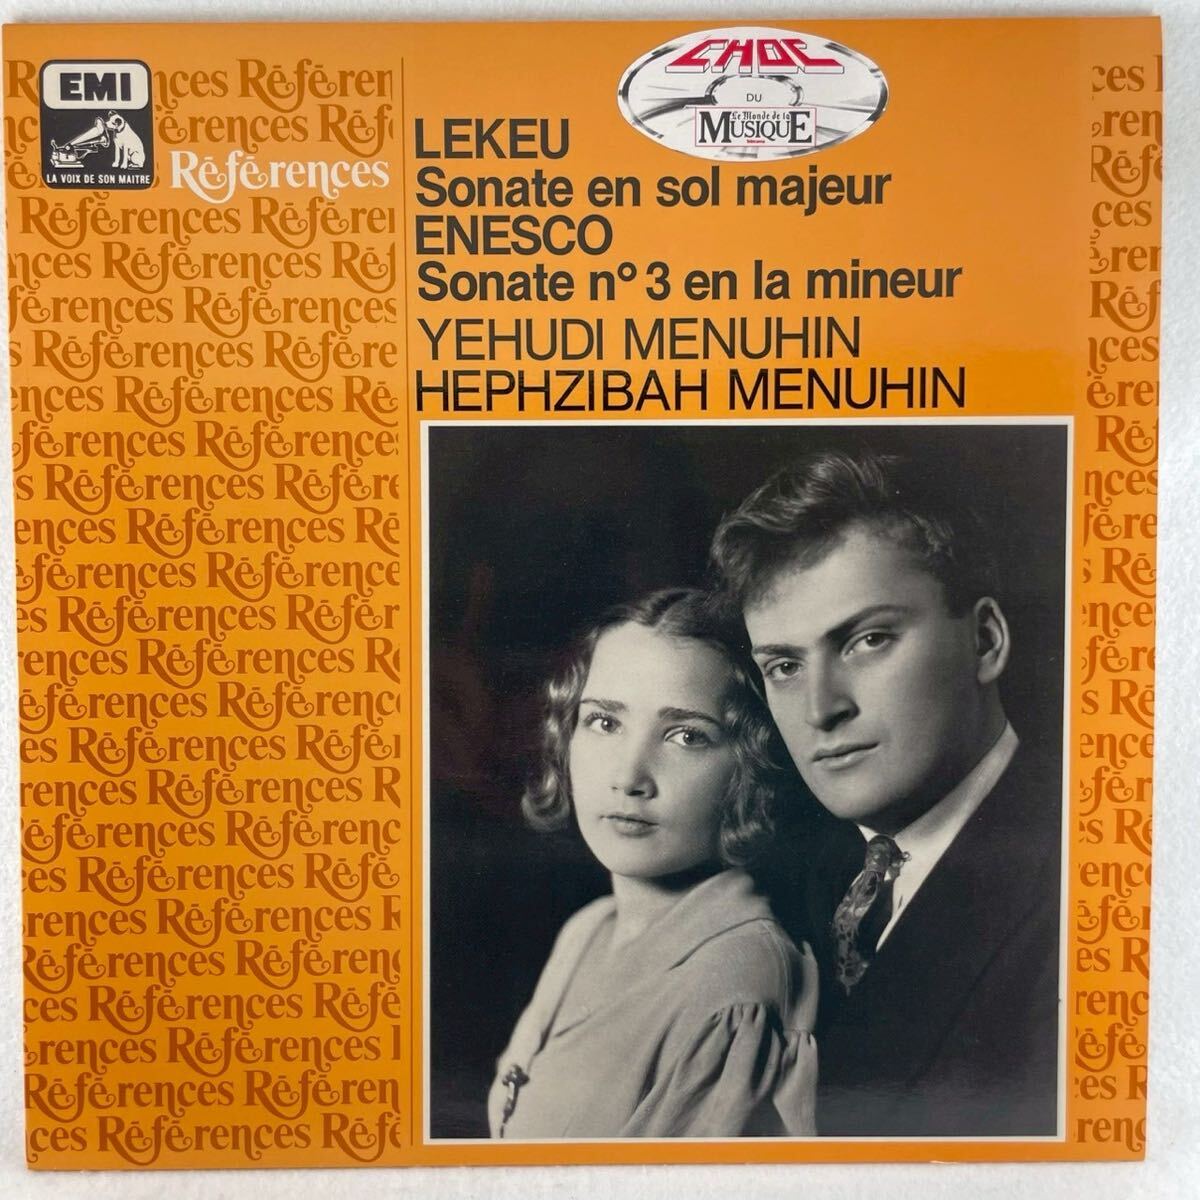 EMI
LA VOIX DE SON MAITRE
Références
CHOC
DU
Le Monde de la
MUSIQUE
LEKEU
Sonate en sol majeur
ENESCO
Sonate n° 3 en la mineur
YEHUDI MENUHIN
HEPHZIBAH MENUHIN